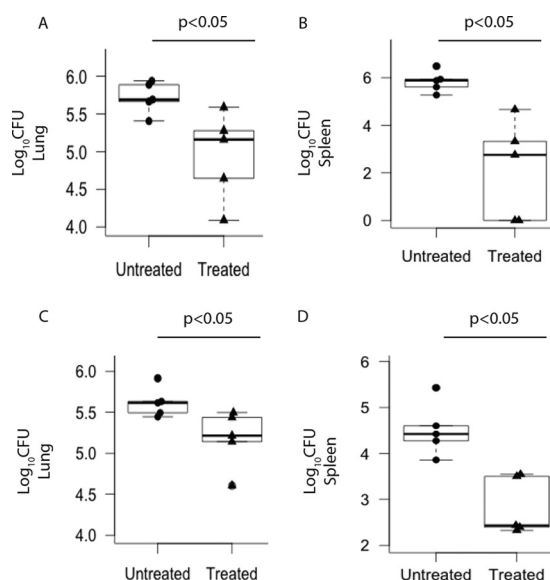 A
p<0.05
Log10CFU
Lung
6.0
5.5
5.0
4.5
4.0
Untreated Treated
B
p<0.05
Log10CFU
Spleen
6
4
2
0
Untreated Treated
C
p<0.05
Log10CFU
Lung
6.0
5.5
5.0
4.5
4.0
Untreated Treated
D
p<0.05
Log10CFU
Spleen
6
5
4
3
2
Untreated Treated